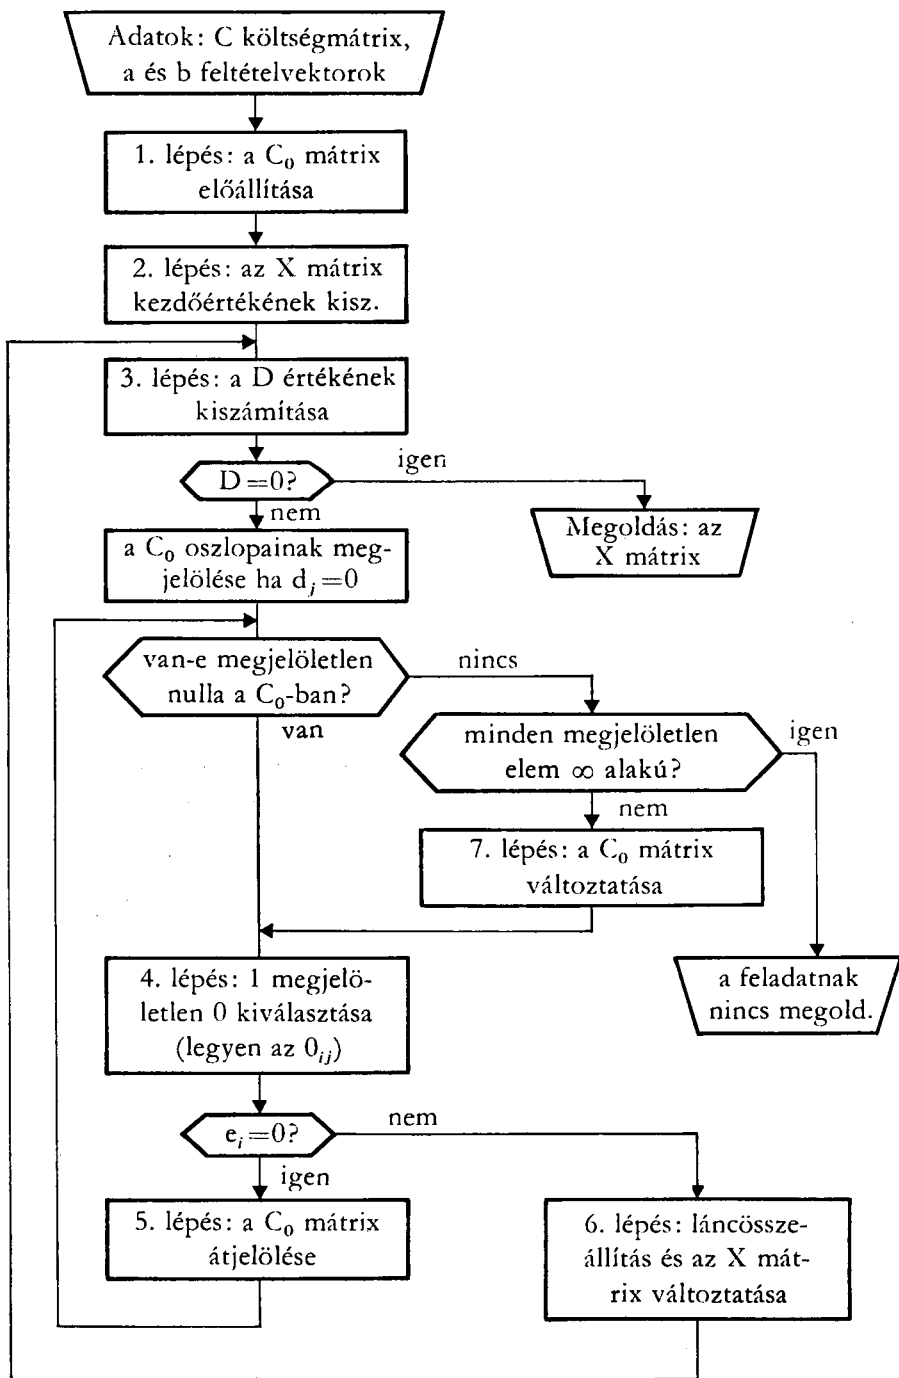 Adatok: C költségmátrix,
a és b feltételvektorok
1. lépés: a C₀ mátrix
előállítása
2. lépés: az X mátrix
kezdőértékének kisz.
3. lépés: a D értékének
kiszámítása
D=0?
igen
nem
Megoldás: az
X mátrix
a C₀ oszlopainak meg-
jelölése ha dⱼ=0
van-e megjelöletlen
nulla a C₀-ban?
nincs
van
minden megjelöletlen
elem ∞ alakú?
igen
nem
7. lépés: a C₀ mátrix
változtatása
4. lépés: 1 megjelö-
letlen 0 kiválasztása
(legyen az 0ᵢⱼ)
a feladatnak
nincs megold.
eᵢ=0?
nem
igen
5. lépés: a C₀ mátrix
átjelölése
6. lépés: láncössze-
állítás és az X mát-
rix változtatása